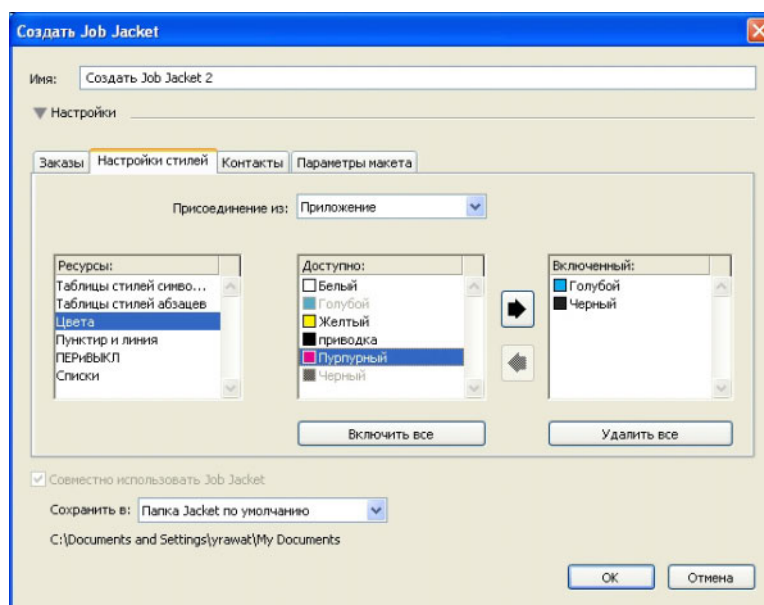 Создать Job Jacket
Имя: Создать Job Jacket 2
Настройки
Заказы Настройки стилей Контакты Параметры макета
Присоединение из: Приложение
Ресурсы: Доступно: Включенный:
Таблицы стилей симво... Белый Голубой
Таблицы стилей абзацев Голубой Черный
Цвета Желтый
Пунктир и линия приводка
ПЕРиВЫКЛ Пурпурный
Списки Черный
Включить все Удалить все
Совместно использовать Job Jacket
Сохранить в: Папка Jacket по умолчанию
C:\Documents and Settings\yrawat\My Documents
ОК Отмена